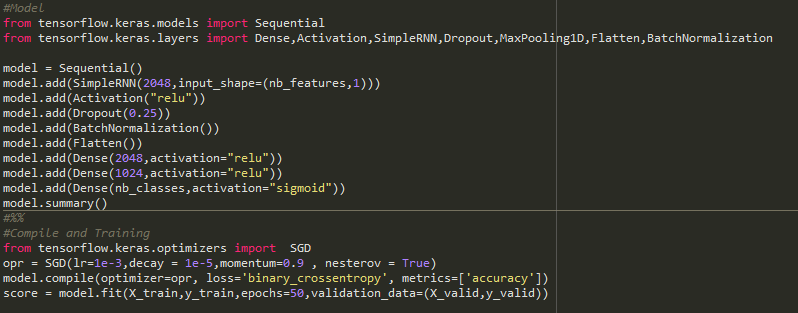 #Model
from tensorflow.keras.models import Sequential
from tensorflow.keras.layers import Dense,Activation,SimpleRNN,Dropout,MaxPooling1D,Flatten,BatchNormalization
model = Sequential()
model.add(SimpleRNN(2048,input_shape=(nb_features,1)))
model.add(Activation("relu"))
model.add(Dropout(0.25))
model.add(BatchNormalization())
model.add(Flatten())
model.add(Dense(2048,activation="relu"))
model.add(Dense(1024,activation="relu"))
model.add(Dense(nb_classes,activation="sigmoid"))
model.summary()
#%%
#Compile and Training
from tensorflow.keras.optimizers import  SGD
opr = SGD(lr=1e-3,decay = 1e-5,momentum=0.9 , nesterov = True)
model.compile(optimizer=opr, loss='binary_crossentropy', metrics=['accuracy'])
score = model.fit(X_train,y_train,epochs=50,validation_data=(X_valid,y_valid))